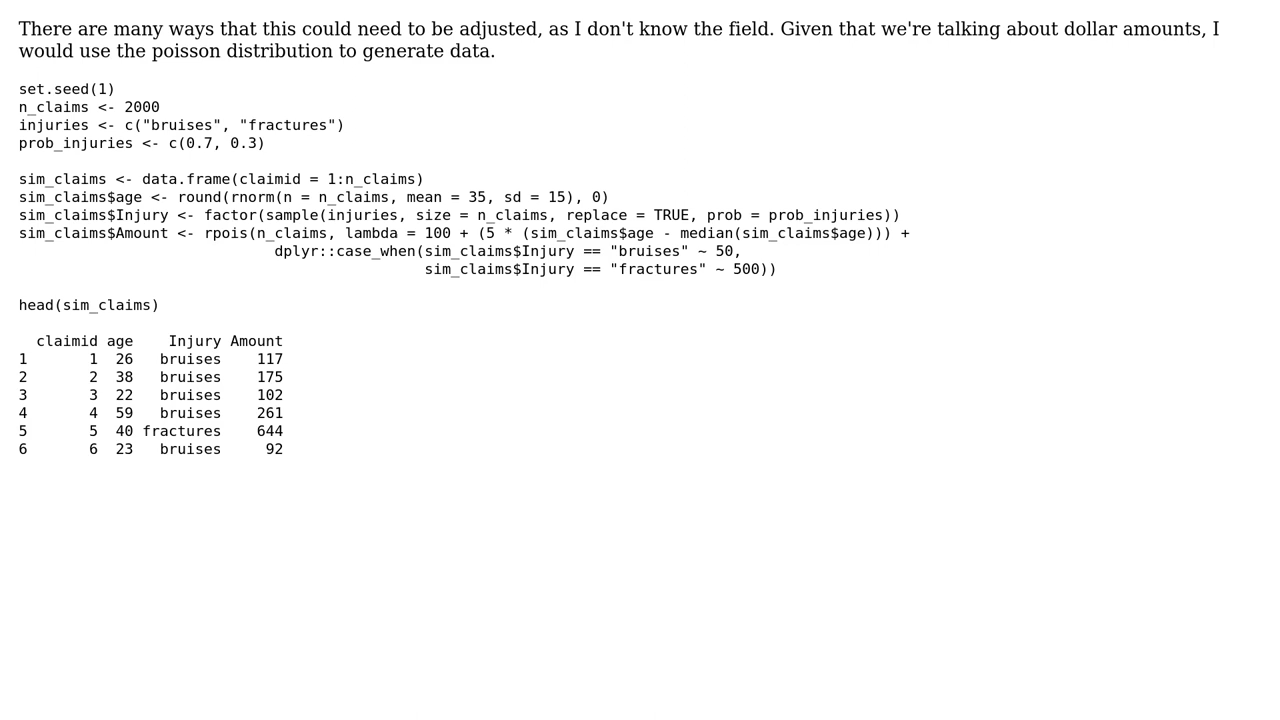 There are many ways that this could need to be adjusted, as I don't know the field. Given that we're talking about dollar amounts, I
would use the poisson distribution to generate data.

set.seed(1)
n_claims <- 2000
injuries <- c("bruises", "fractures")
prob_injuries <- c(0.7, 0.3)

sim_claims <- data.frame(claimid = 1:n_claims)
sim_claims$age <- round(rnorm(n = n_claims, mean = 35, sd = 15), 0)
sim_claims$Injury <- factor(sample(injuries, size = n_claims, replace = TRUE, prob = prob_injuries))
sim_claims$Amount <- rpois(n_claims, lambda = 100 + (5 * (sim_claims$age - median(sim_claims$age))) +
                             dplyr::case_when(sim_claims$Injury == "bruises" ~ 50,
                                              sim_claims$Injury == "fractures" ~ 500))

head(sim_claims)

  claimid age    Injury Amount
1       1  26   bruises    117
2       2  38   bruises    175
3       3  22   bruises    102
4       4  59   bruises    261
5       5  40 fractures    644
6       6  23   bruises     92